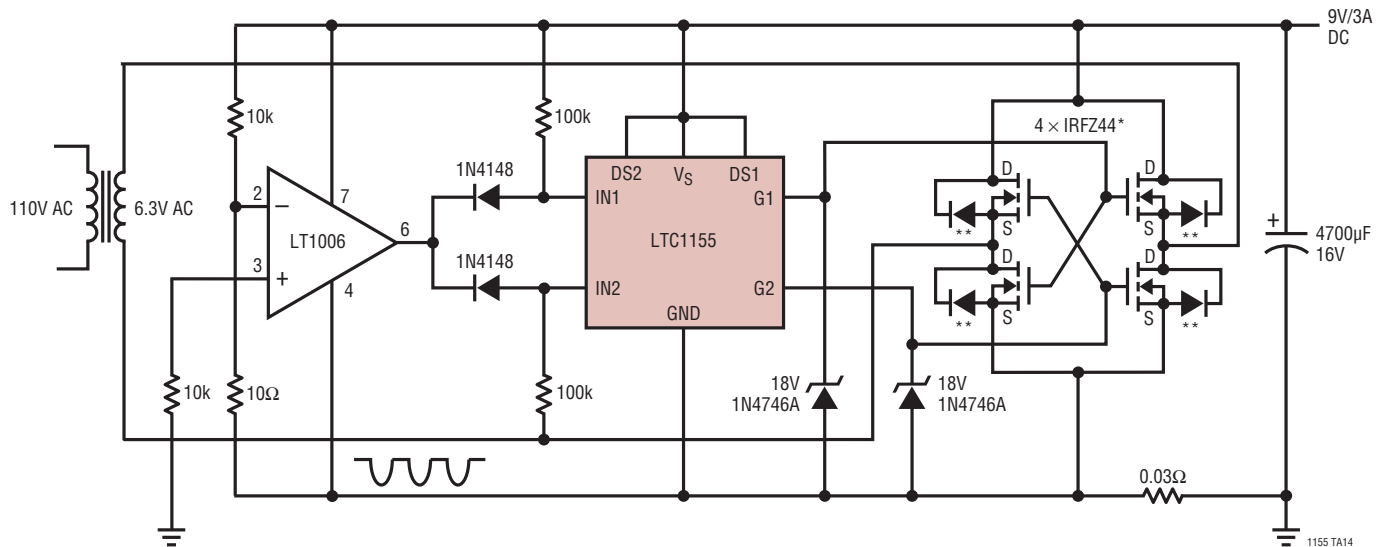 9V/3A
DC
10k
100k
4 × IRFZ44*
1N4148
DS2
VS
DS1
D
D
110V AC
6.3V AC
2
−
7
IN1
G1
S
S
**
**
LT1006
6
LTC1155
+
4700µF
16V
3
+
4
1N4148
IN2
G2
D
D
GND
S
S
**
**
10k
10Ω
100k
18V
1N4746A
18V
1N4746A
0.03Ω
1155 TA14